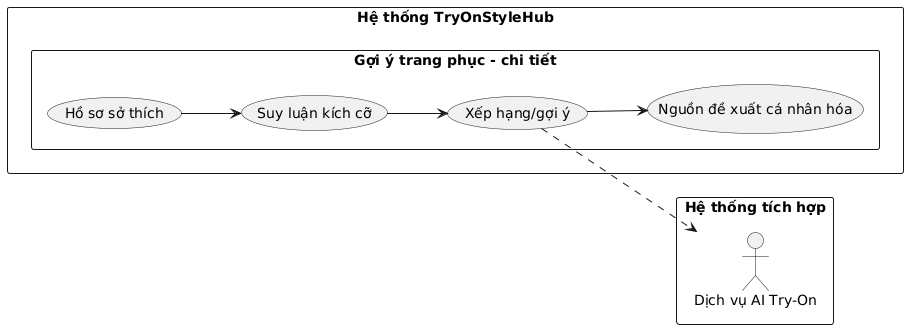 Hệ thống TryOnStyleHub
Gợi ý trang phục - chi tiết
Hồ sơ sở thích
Suy luận kích cỡ
Xếp hạng/gợi ý
Nguồn đề xuất cá nhân hóa
Hệ thống tích hợp
Dịch vụ AI Try-On